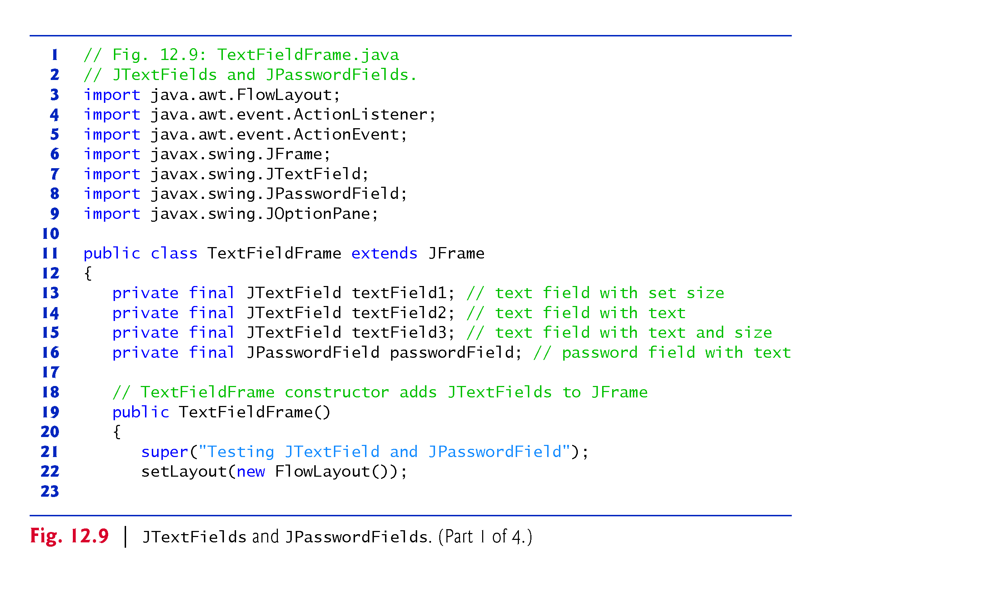 1 // Fig. 12.9: TextFieldFrame.java
2 // JTextFields and JPasswordFields.
3 import java.awt.FlowLayout;
4 import java.awt.event.ActionListener;
5 import java.awt.event.ActionEvent;
6 import javax.swing.JFrame;
7 import javax.swing.JTextField;
8 import javax.swing.JPasswordField;
9 import javax.swing.JOptionPane;
10
11 public class TextFieldFrame extends JFrame
12 {
13    private final JTextField textField1; // text field with set size
14    private final JTextField textField2; // text field with text
15    private final JTextField textField3; // text field with text and size
16    private final JPasswordField passwordField; // password field with text
17
18    // TextFieldFrame constructor adds JTextFields to JFrame
19    public TextFieldFrame()
20    {
21       super("Testing JTextField and JPasswordField");
22       setLayout(new FlowLayout());
23
Fig. 12.9 | JTextFields and JPasswordFields. (Part 1 of 4.)